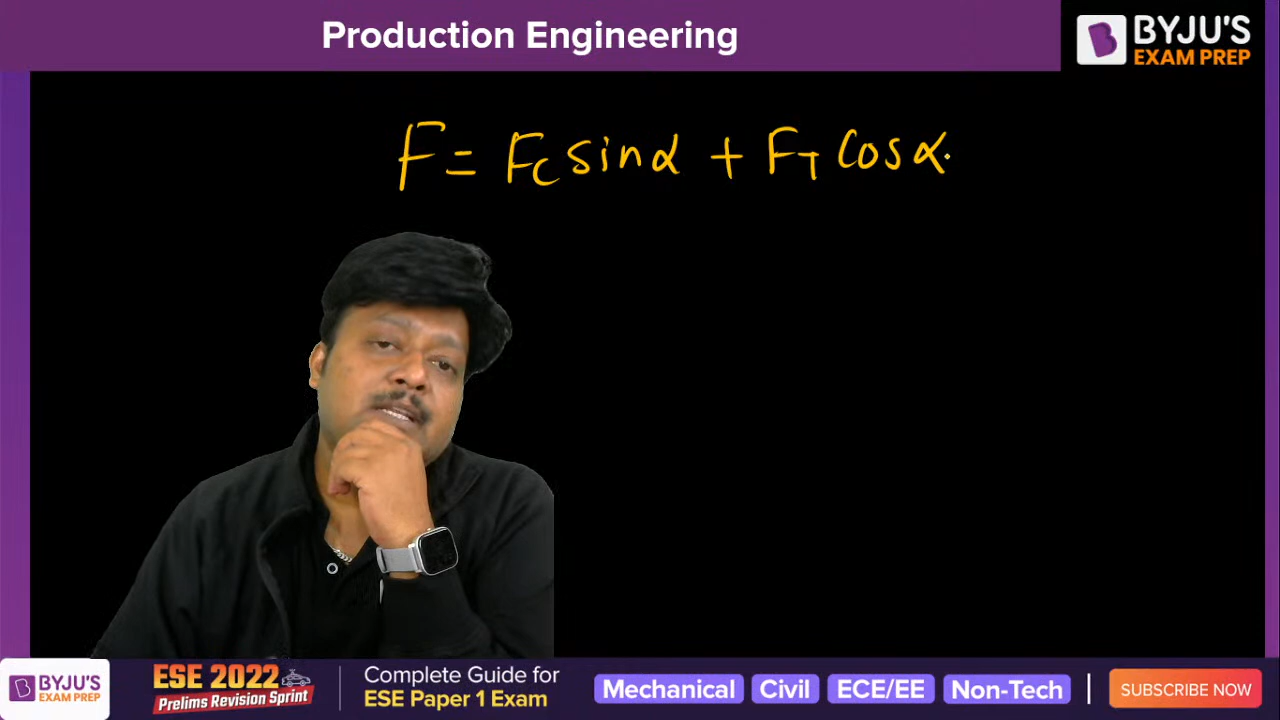 Production Engineering
BYJU'S
EXAM PREP
F = FC sinα + FT cosα
BYJU'S
EXAM PREP
ESE 2022
Prelims Revision Sprint
Complete Guide for
ESE Paper 1 Exam
Mechanical Civil ECE/EE Non-Tech
SUBSCRIBE NOW